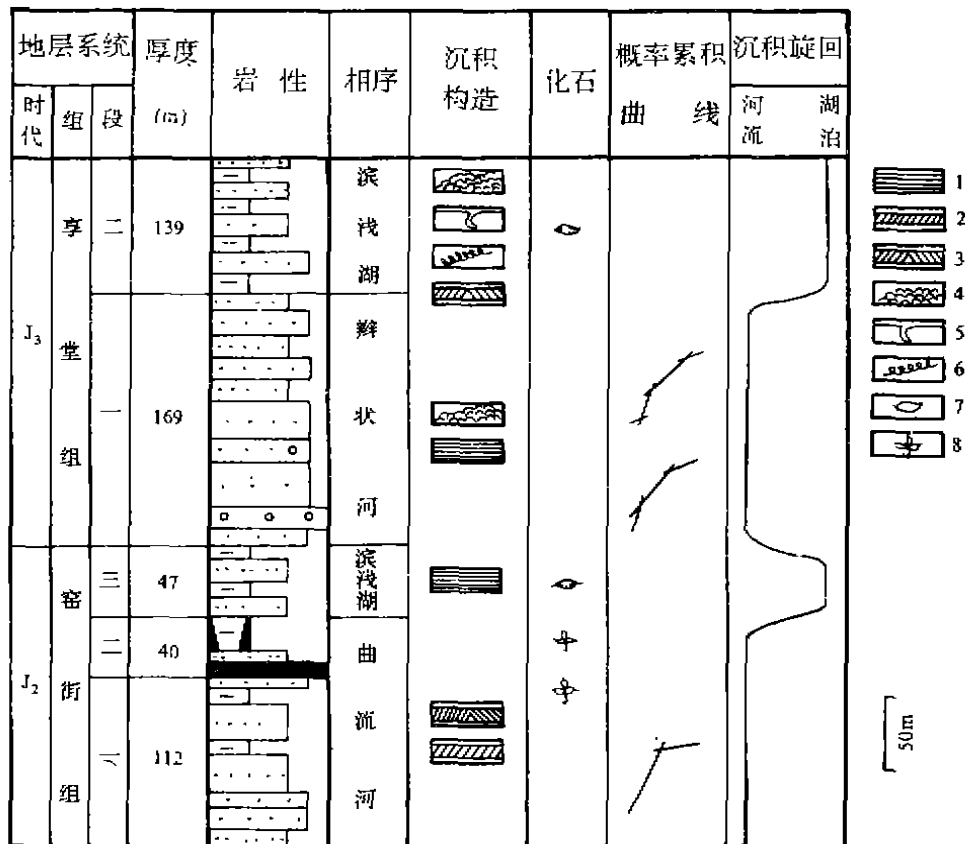 地层系统 厚度 (m) 岩性 相序 沉积构造 化石 概率累积曲线 沉积旋回
时代 组 段 河流 湖泊
J3 享堂组 二 139 滨浅湖
一 169 辫状河
J2 窑街组 三 47 滨浅湖
二 40 曲流河
一 112
1
2
3
4
5
6
7
8
50m